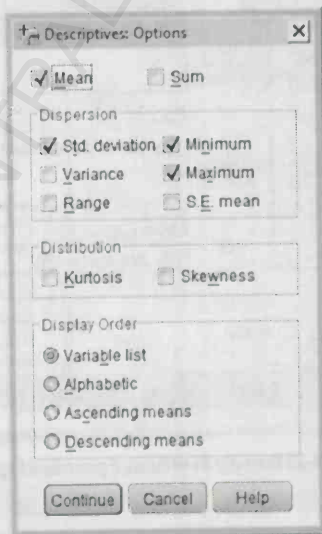 Descriptives: Options
Mean Sum
Dispersion
Std. deviation Minimum
Variance Maximum
Range S.E. mean
Distribution
Kurtosis Skewness
Display Order
Variable list
Alphabetic
Ascending means
Descending means
Continue Cancel Help